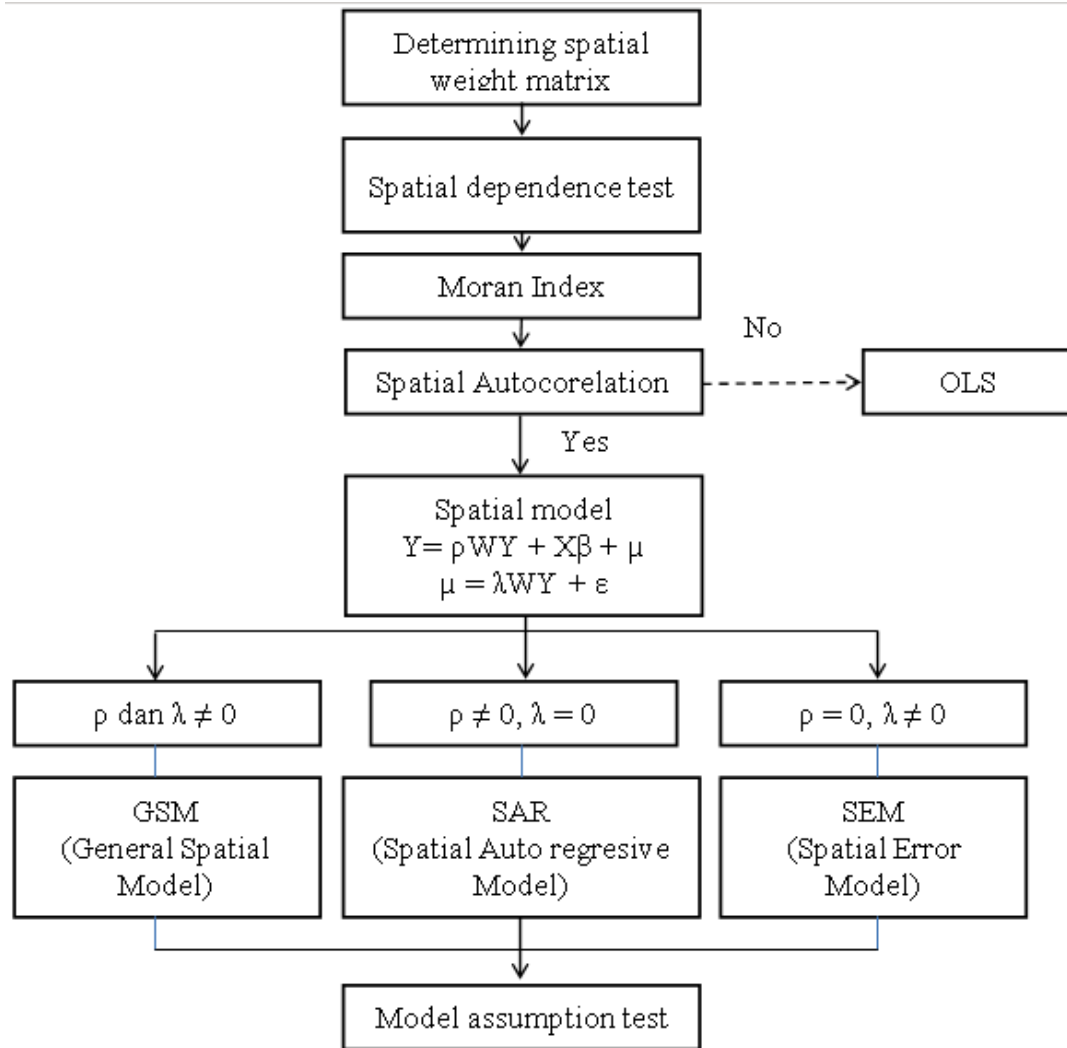 Determining spatial
weight matrix
Spatial dependence test
Moran Index
No
Spatial Autocorelation
OLS
Yes
Spatial model
Y= ρWY + Xβ + μ
μ = λWY + ε
ρ dan λ ≠ 0
ρ ≠ 0, λ = 0
ρ = 0, λ ≠ 0
GSM
(General Spatial
Model)
SAR
(Spatial Auto regresive
Model)
SEM
(Spatial Error
Model)
Model assumption test